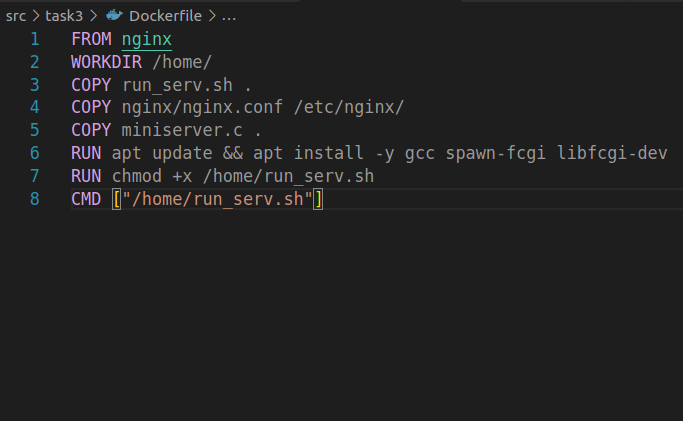 src > task3 > Dockerfile > ...
1 FROM nginx
2 WORKDIR /home/
3 COPY run_serv.sh .
4 COPY nginx/nginx.conf /etc/nginx/
5 COPY miniserver.c .
6 RUN apt update && apt install -y gcc spawn-fcgi libfcgi-dev
7 RUN chmod +x /home/run_serv.sh
8 CMD ["/home/run_serv.sh"]